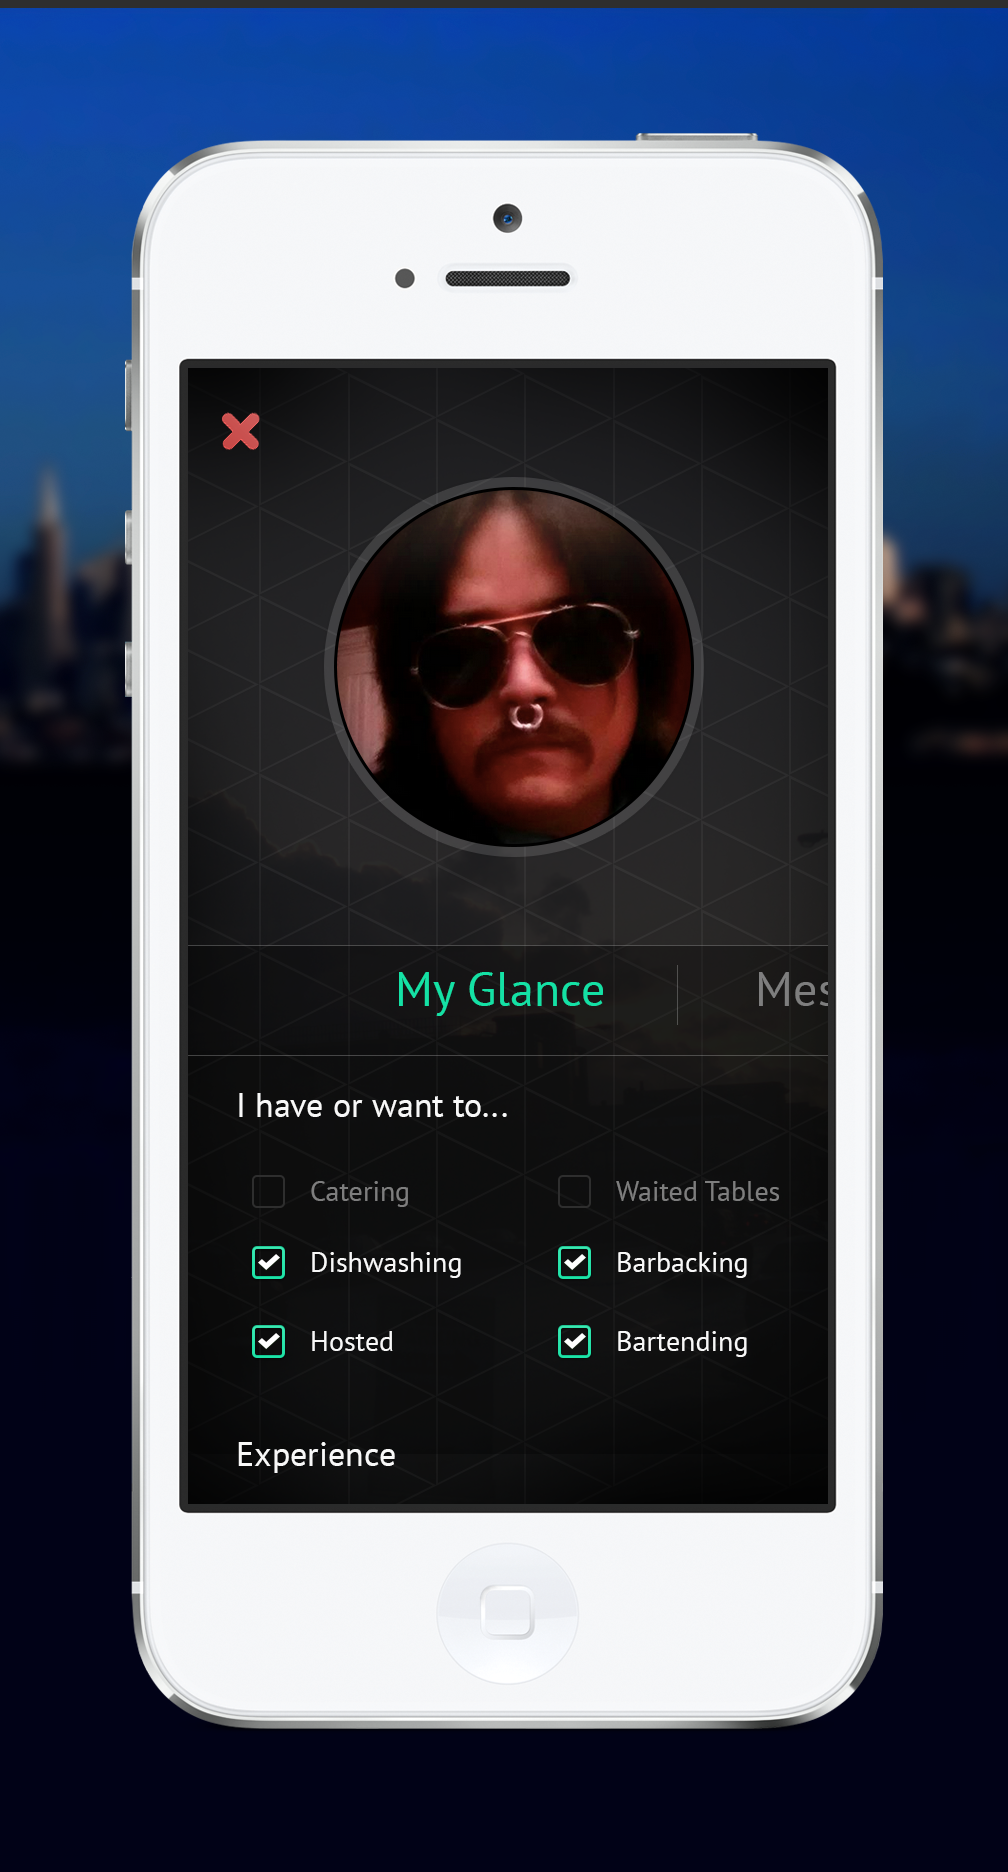 My Glance
Mes
I have or want to...
Catering
Waited Tables
Dishwashing
Barbacking
Hosted
Bartending
Experience